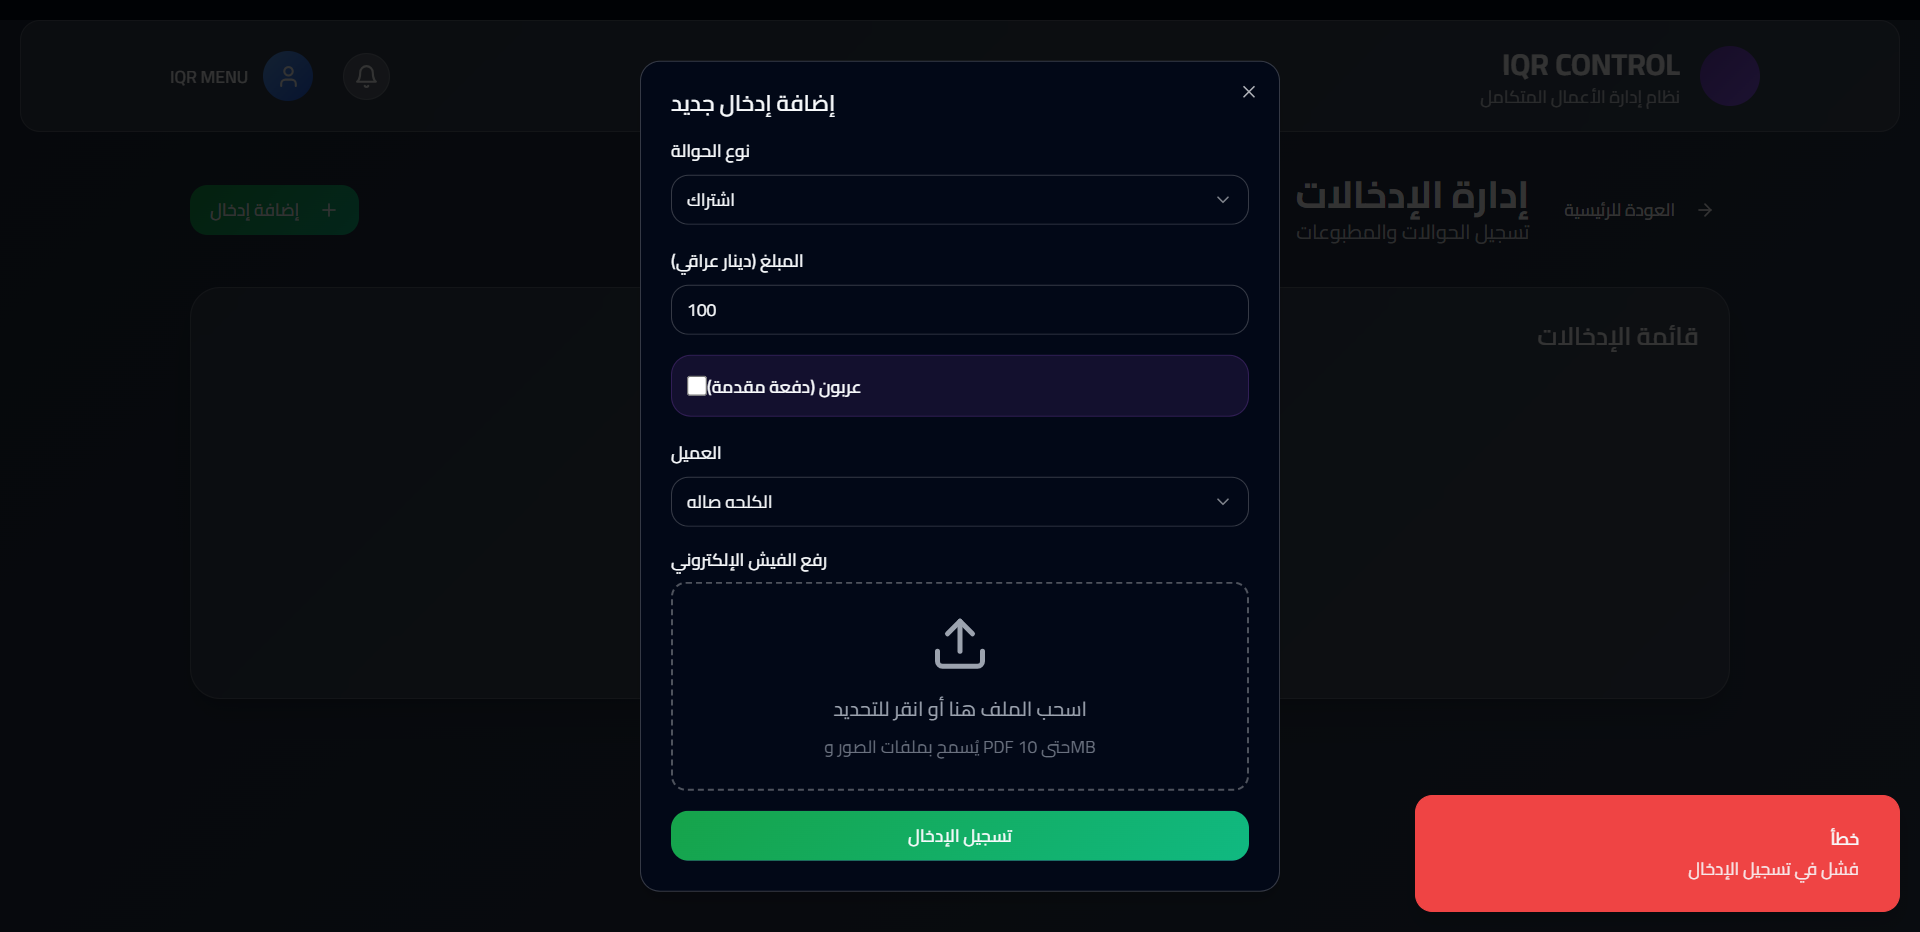 IQR CONTROL
نظام إدارة الأعمال المتكامل
IQR MENU
العودة للرئيسية
إدارة الإدخالات
تسجيل الحوالات والمطبوعات
إضافة إدخال
قائمة الإدخالات
إضافة إدخال جديد
نوع الحوالة
اشتراك
المبلغ (دينار عراقي)
100
عربون (دفعة مقدمة)
العميل
الكلحه صاله
رفع الفيش الإلكتروني
اسحب الملف هنا أو انقر للتحديد
يُسمح بملفات الصور و PDF حتى 10MB
تسجيل الإدخال
خطأ
فشل في تسجيل الإدخال